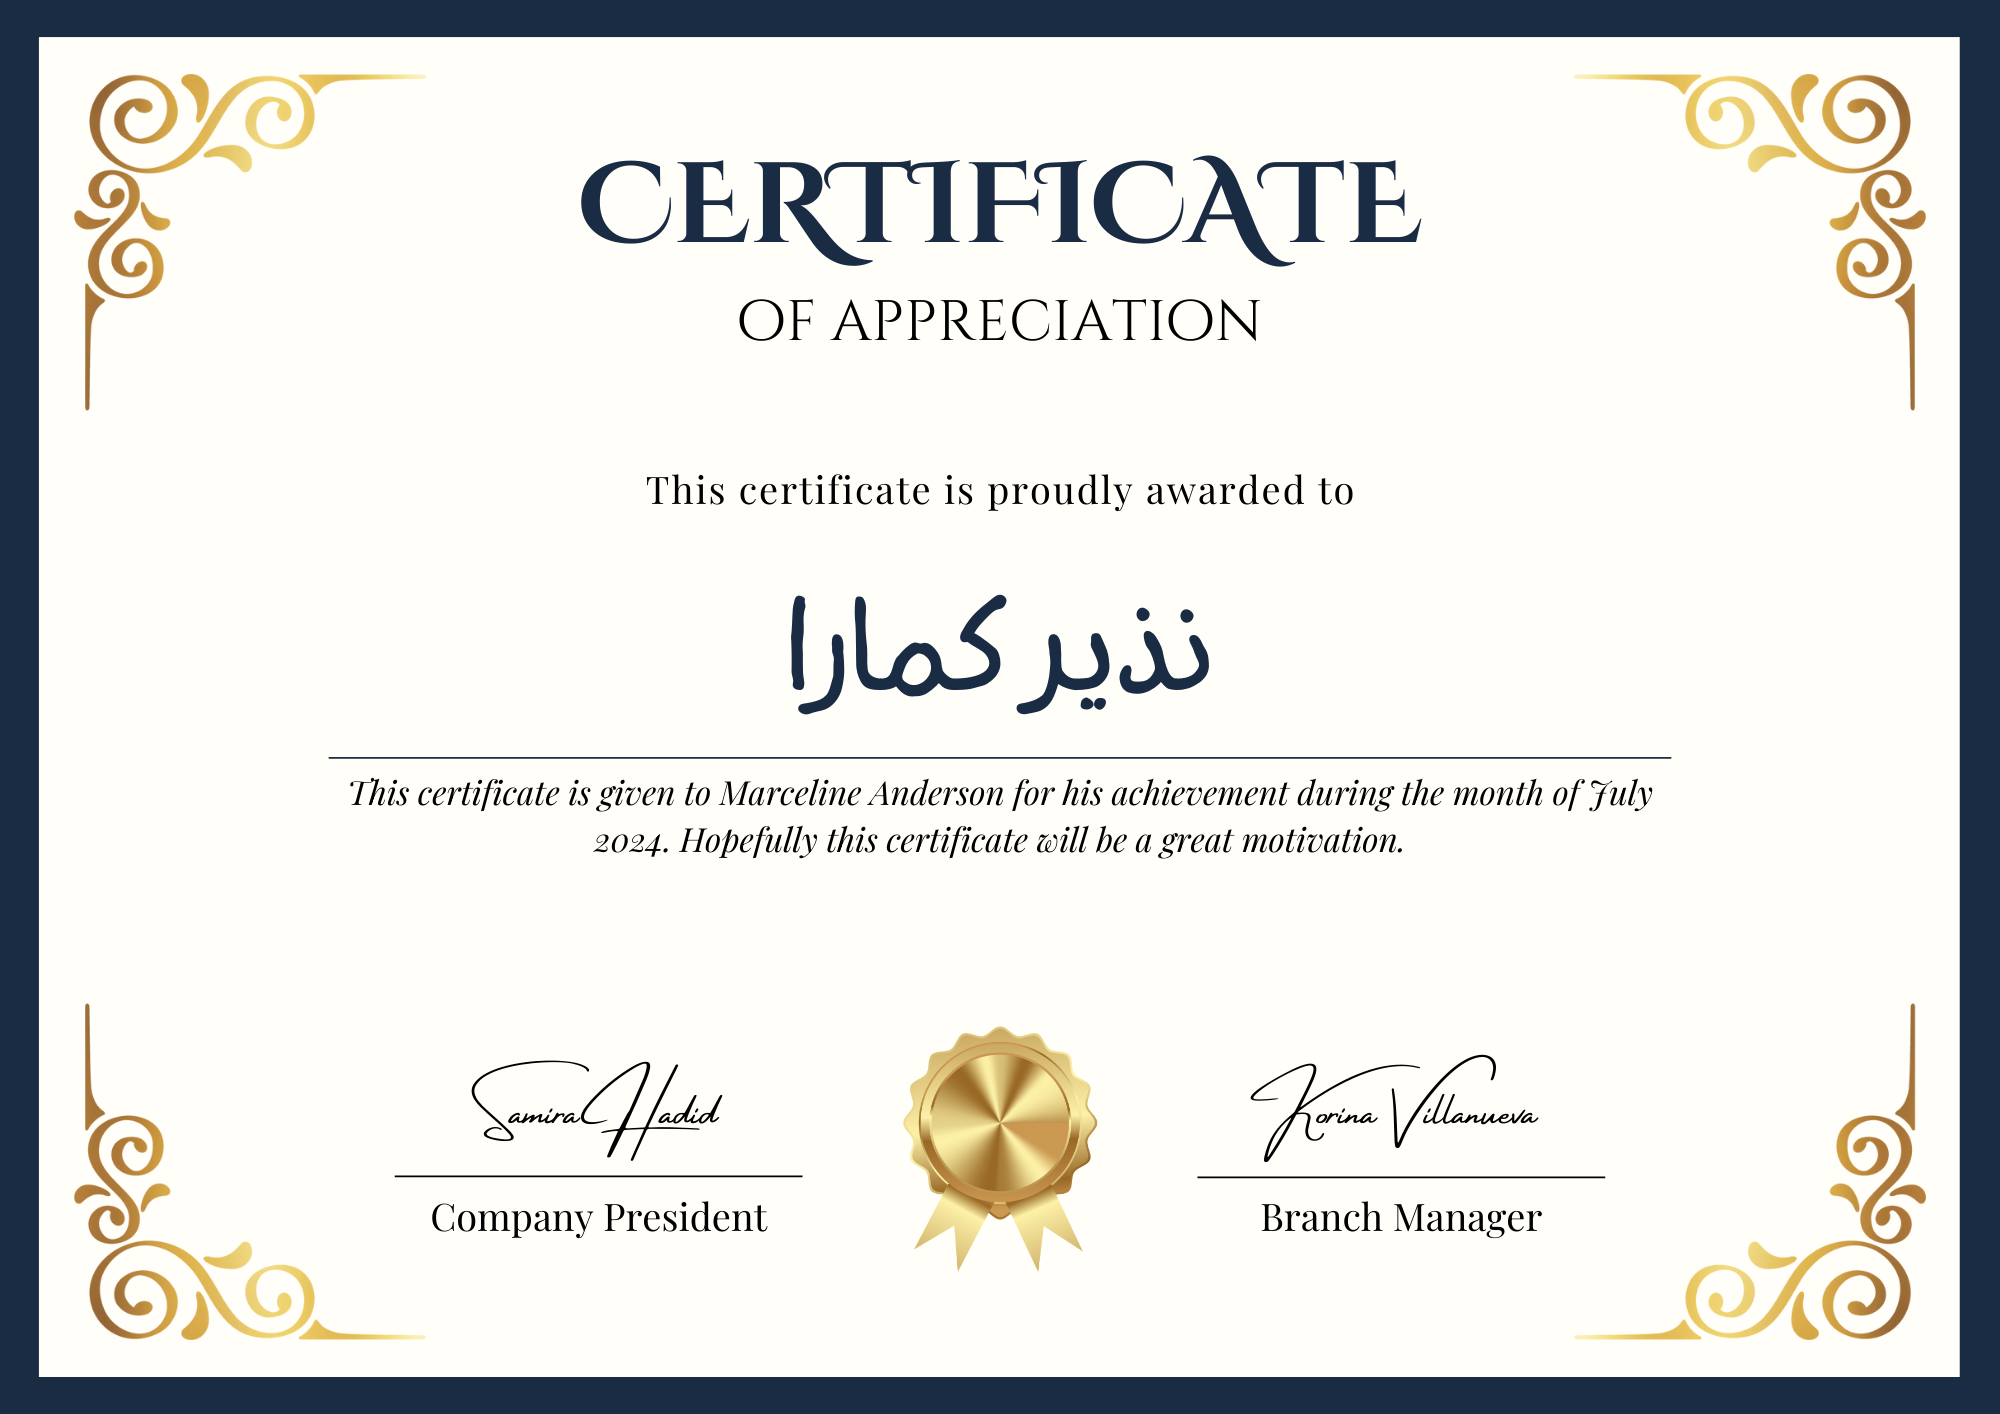 CERTIFICATE
OF APPRECIATION
This certificate is proudly awarded to
نذير كمارا
This certificate is given to Marceline Anderson for his achievement during the month of July
2024. Hopefully this certificate will be a great motivation.
Samira Hadid
Korina Villanueva
Company President
Branch Manager